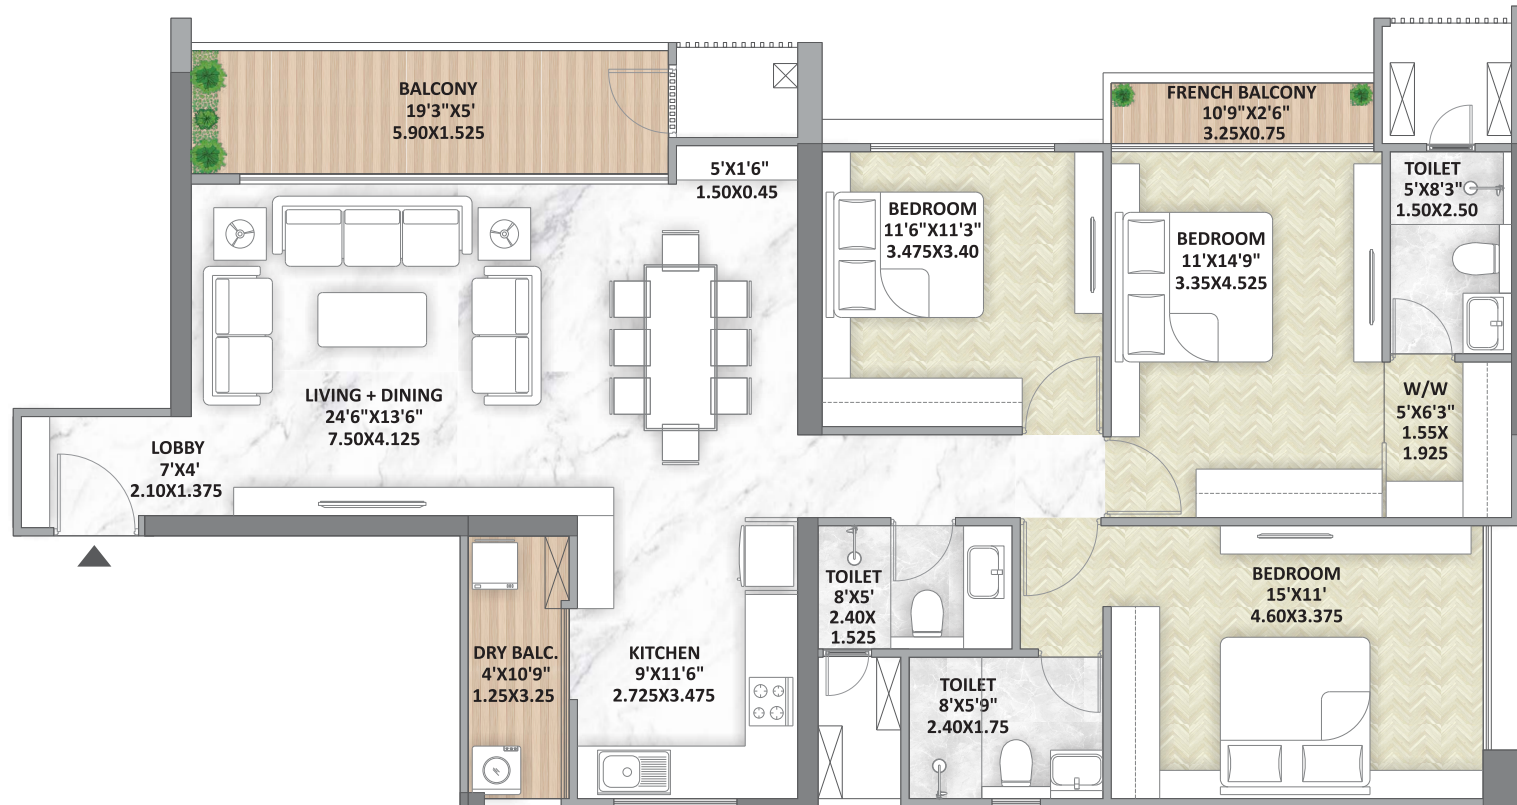 BALCONY
19'3"X5'
5.90X1.525
FRENCH BALCONY
10'9"X2'6"
3.25X0.75
5'X1'6"
1.50X0.45
TOILET
5'X8'3"
1.50X2.50
BEDROOM
11'6"X11'3"
3.475X3.40
BEDROOM
11'X14'9"
3.35X4.525
LIVING + DINING
24'6"X13'6"
7.50X4.125
W/W
5'X6'3"
1.55X
1.925
LOBBY
7'X4'
2.10X1.375
TOILET
8'X5'
2.40X
1.525
BEDROOM
15'X11'
4.60X3.375
DRY BALC.
4'X10'9"
1.25X3.25
KITCHEN
9'X11'6"
2.725X3.475
TOILET
8'X5'9"
2.40X1.75